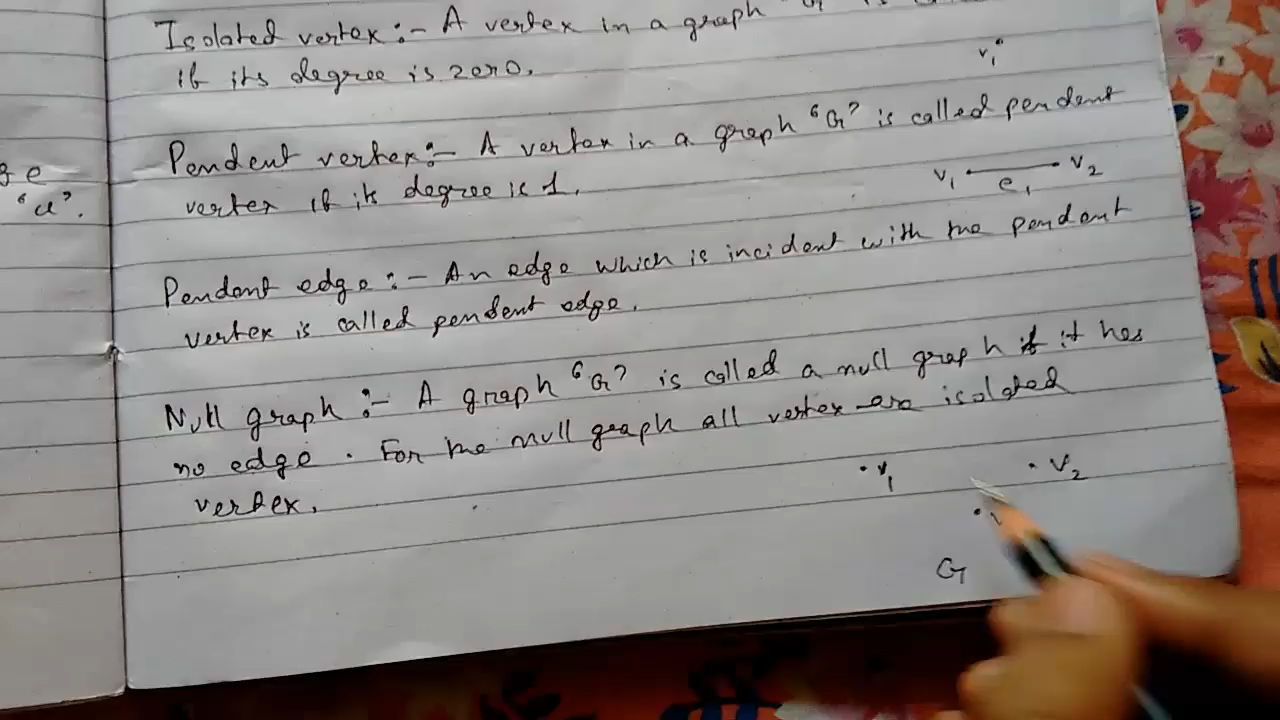 Isolated vertex :- A vertex in a graph "G" is
if its degree is zero.
v1
Pendent vertex :- A vertex in a graph "G" is called pendent
vertex if its degree is 1.
v1 v2
e1
Pendent edge :- An edge which is incident with the pendent
vertex is called pendent edge.
Null graph :- A graph "G" is called a null graph if it has
no edge. For the null graph all vertex are isolated
vertex.
v1 v2
G
ge
"u".